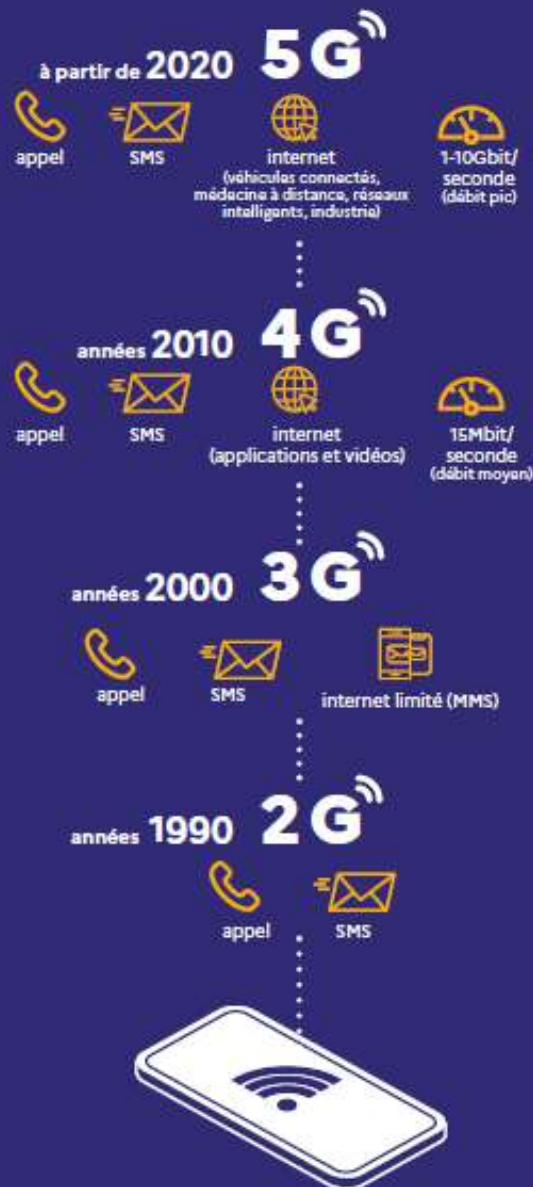 à partir de 2020 5G
appel
SMS
internet
(véhicules connectés,
médecine à distance, réseaux
intelligents, industrie)
1-10Gbit/
seconde
(débit pic)
années 2010 4G
appel
SMS
internet
(applications et vidéos)
15Mbit/
seconde
(débit moyen)
années 2000 3G
appel
SMS
internet limité (MMS)
années 1990 2G
appel
SMS